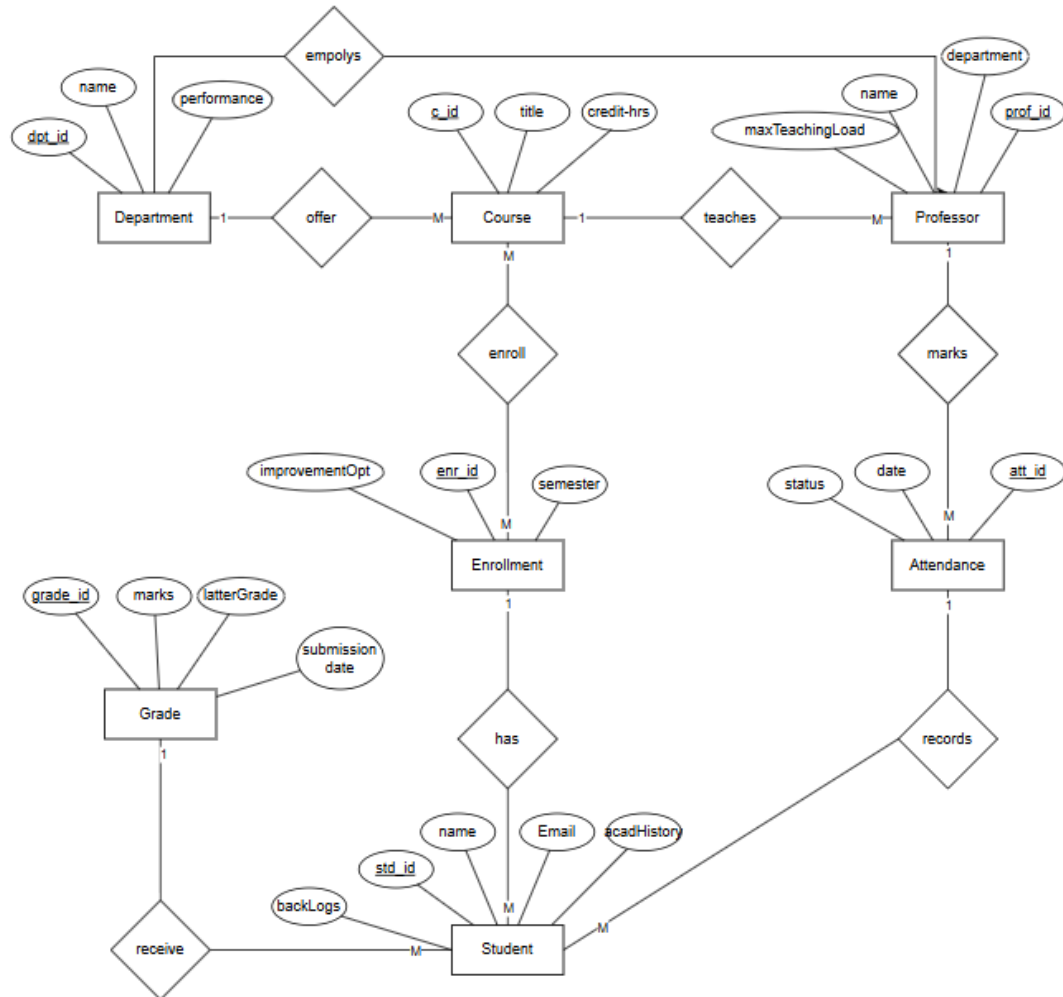 empolys
department
name
performance
name
c_id
title
credit-hrs
dpt_id
prof_id
maxTeachingLoad
Department
1
offer
M
Course
1
teaches
M
Professor
M
1
enroll
marks
improvementOpt
enr_id
semester
status
date
att_id
M
M
Enrollment
Attendance
grade_id
marks
latterGrade
1
1
submission
date
Grade
has
records
1
name
Email
acadHistory
std_id
backLogs
M
M
receive
M
Student